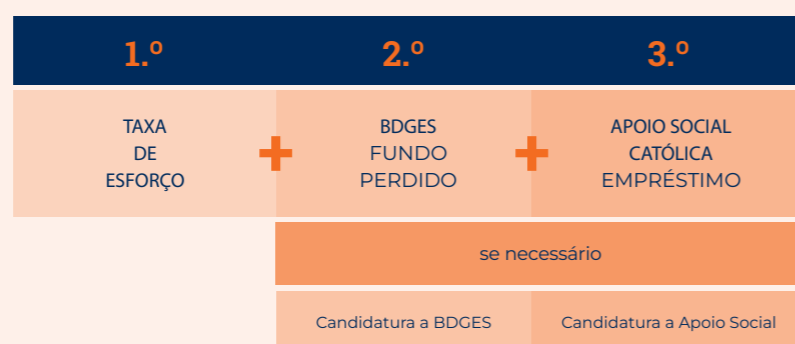 1.º
2.º
3.º
TAXA
DE
ESFORÇO
+
BDGES
FUNDO
PERDIDO
+
APOIO SOCIAL
CATÓLICA
EMPRÉSTIMO
se necessário
Candidatura a BDGES
Candidatura a Apoio Social